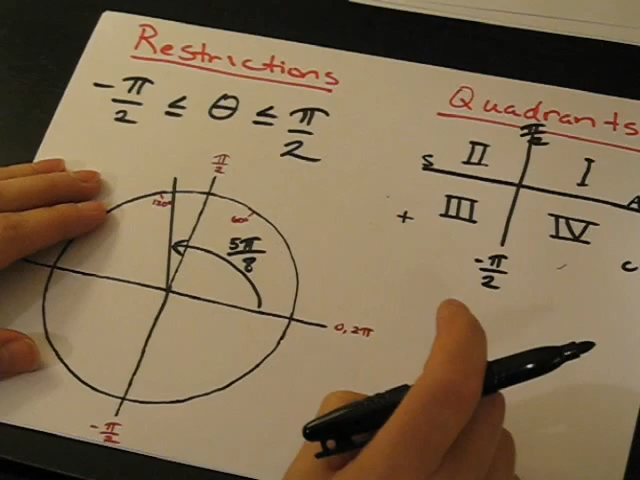 Restrictions
-π/2 ≤ θ ≤ π/2
π/2
120°
60°
5π/8
0, 2π
-π/2
Quadrants
π/2
S II I A
+ III IV C
-π/2